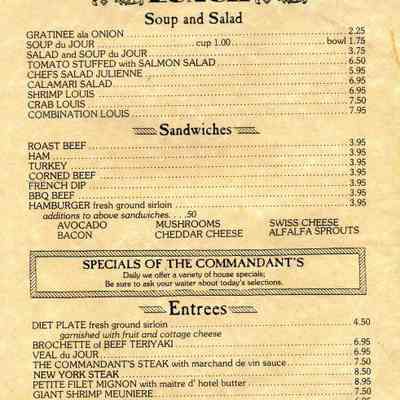 Soup and Salad
GRATINEE ala ONION 2.25
SOUP du JOUR cup 1.00 bowl 1.75
SALAD and SOUP du JOUR 3.75
TOMATO STUFFED with SALMON SALAD 6.50
CHEFS SALAD JULIENNE 5.95
CALAMARI SALAD 6.95
SHRIMP LOUIS 6.95
CRAB LOUIS 7.50
COMBINATION LOUIS 7.95
Sandwiches
ROAST BEEF 3.95
HAM 3.95
TURKEY 3.95
CORNED BEEF 3.95
FRENCH DIP 3.95
BBQ BEEF 3.95
HAMBURGER fresh ground sirloin 3.95
additions to above sandwiches. . . .50
AVOCADO MUSHROOMS SWISS CHEESE
BACON CHEDDAR CHEESE ALFALFA SPROUTS
SPECIALS OF THE COMMANDANT'S
Daily we offer a variety of house specials;
Be sure to ask your waiter about today's selections.
Entrees
DIET PLATE fresh ground sirloin 4.50
garnished with fruit and cottage cheese
BROCHETTE of BEEF TERIYAKI 6.95
VEAL du JOUR 6.95
THE COMMANDANT'S STEAK with marchand de vin sauce 7.50
NEW YORK STEAK 8.50
PETITE FILET MIGNON with maitre d' hotel butter 8.95
GIANT SHRIMP MEUNIERE 7.50